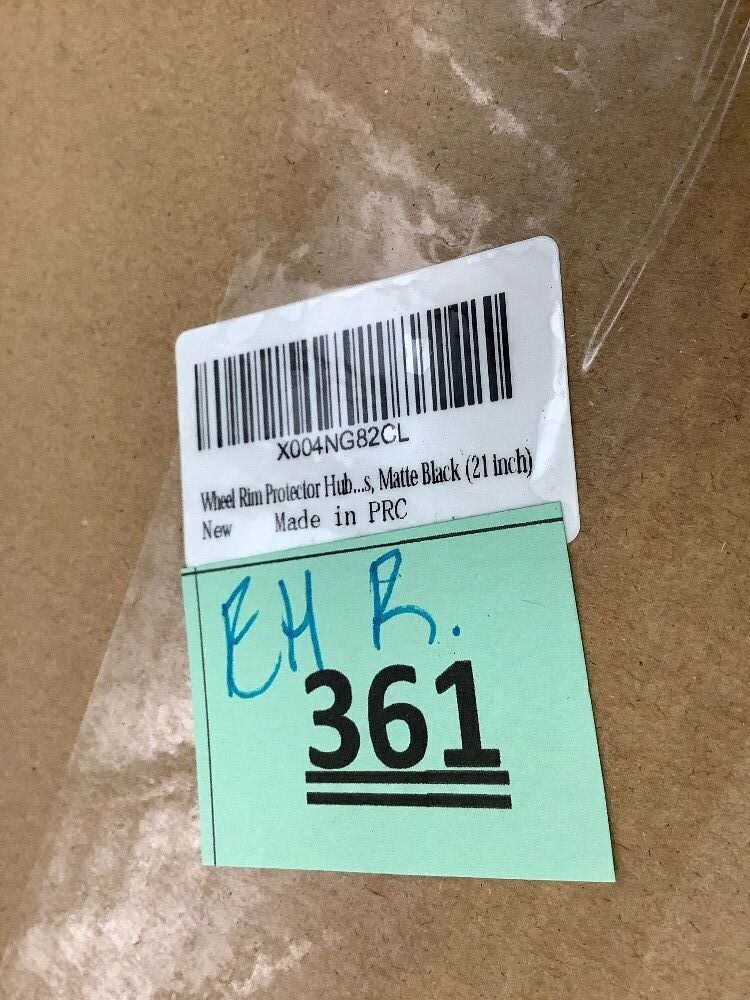 X004NG82CL
Wheel Rim Protector Hub...s, Matte Black (21 inch)
New Made in PRC
EH R.
361